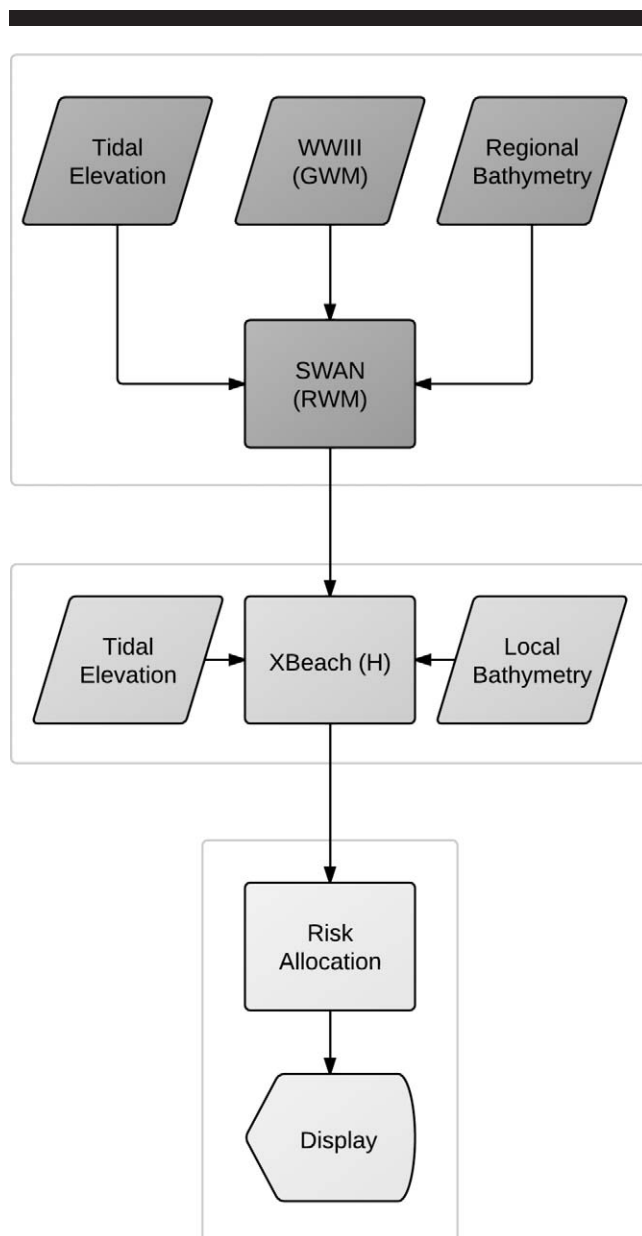 Tidal
Elevation
WWIII
(GWM)
Regional
Bathymetry
SWAN
(RWM)
Tidal
Elevation
XBeach (H)
Local
Bathymetry
Risk
Allocation
Display